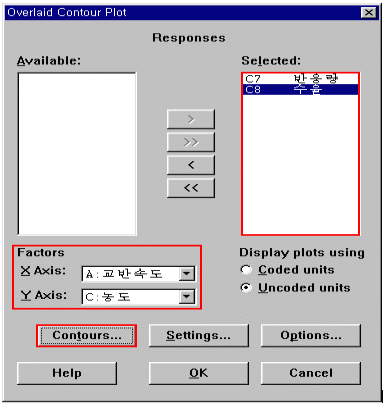 Overlaid Contour Plot
Responses
Available:
Selected:
C7 반응량
C8 수율
>
>>
<
<<
Factors
X Axis: A:교반속도
Y Axis: C:농도
Display plots using
Coded units
Uncoded units
Contours...
Settings...
Options...
Help
OK
Cancel